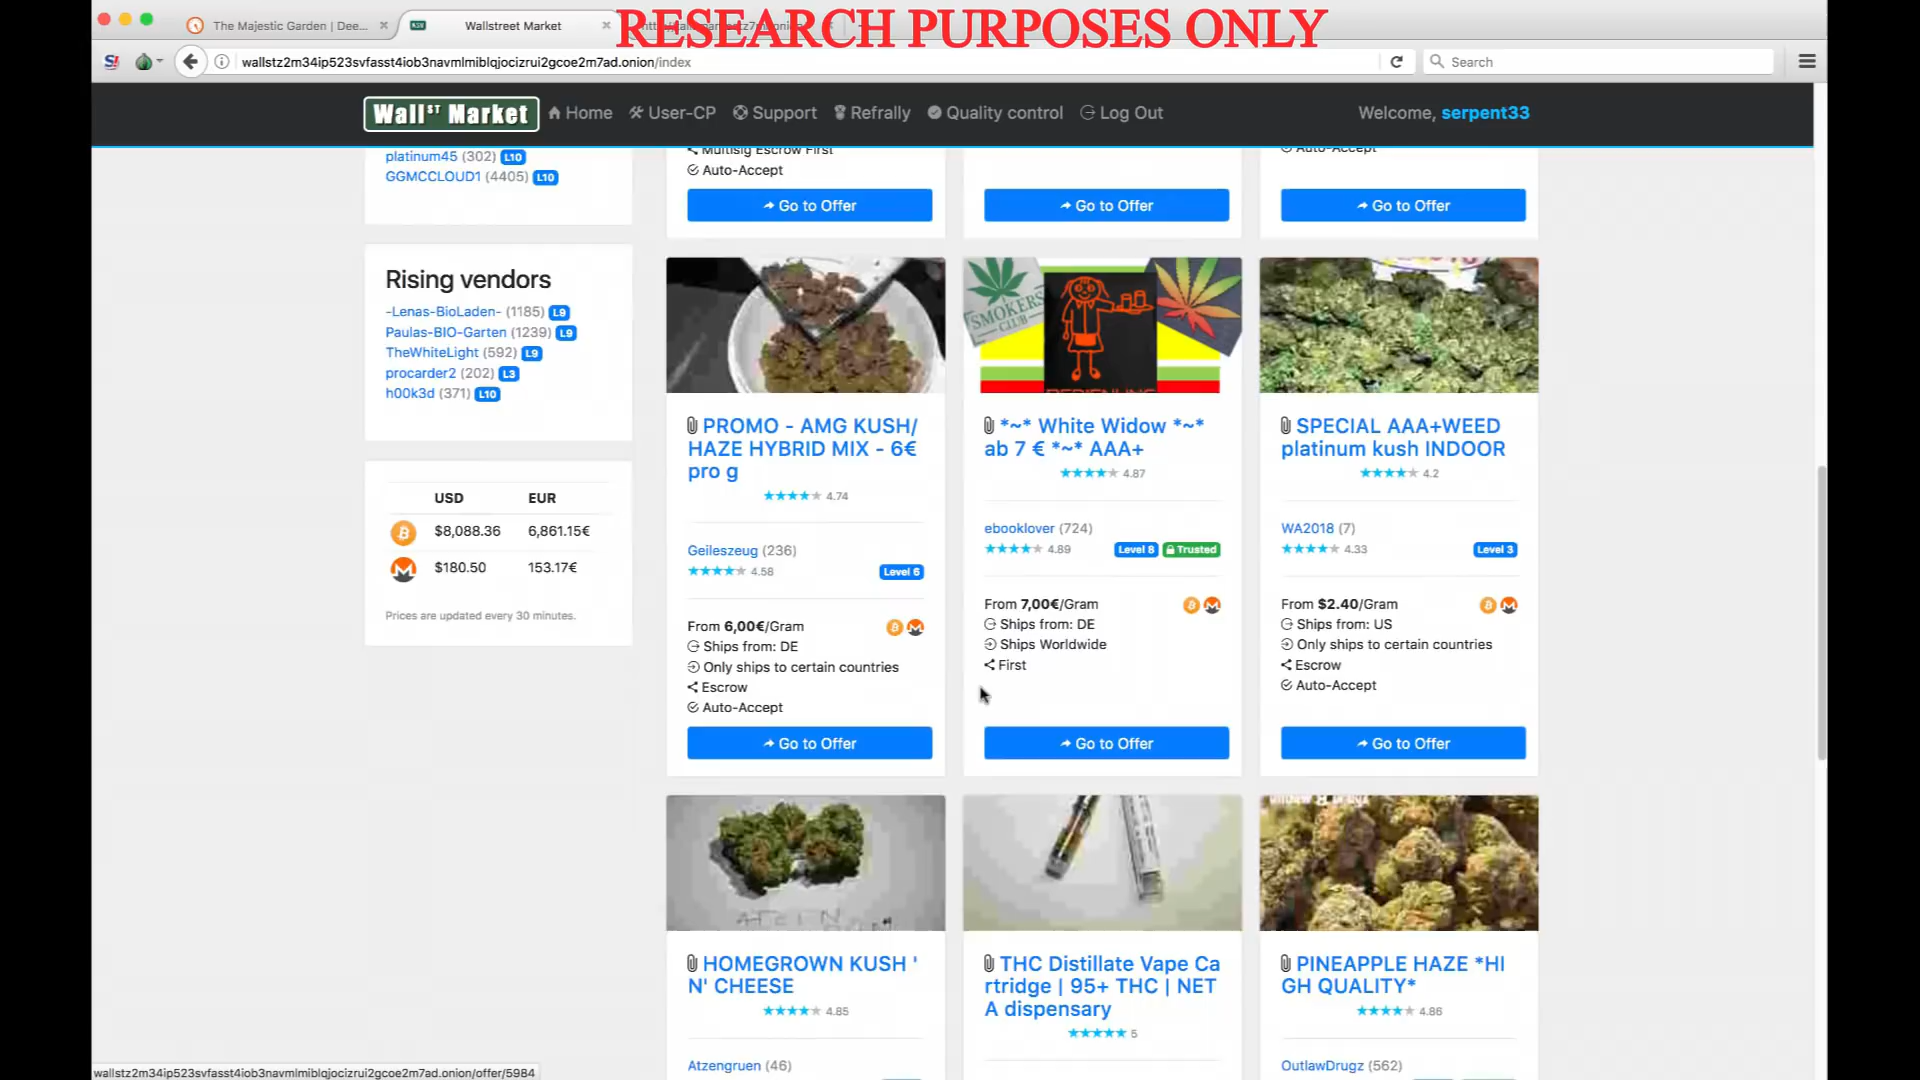 RESEARCH PURPOSES ONLY
The Majestic Garden | Dee...
Wallstreet Market
wallstz2m34ip523svfasst4iob3navmlmiblqjocizrui2gcoe2m7ad.onion/index
Search
Wall ST Market
Home
User-CP
Support
Refrally
Quality control
Log Out
Welcome, serpent33
platinum45 (302) L10
GGMCCLOUD1 (4405) L10
Rising vendors
-Lenas-BioLaden- (1185) L9
Paulas-BIO-Garten (1239) L9
TheWhiteLight (592) L9
procarder2 (202) L3
h00k3d (371) L10
USD EUR
$8,088.36 6,861.15€
$180.50 153.17€
Prices are updated every 30 minutes.
Multisig Escrow First
Auto-Accept
Go to Offer
Go to Offer
Auto-Accept
Go to Offer
PROMO - AMG KUSH/
HAZE HYBRID MIX - 6€
pro g
4.74
Geileszeug (236)
4.58 Level 6
From 6,00€/Gram
Ships from: DE
Only ships to certain countries
Escrow
Auto-Accept
Go to Offer
SMOKERS
CLUB
BEDIENUNG
*~* White Widow *~*
ab 7 € *~* AAA+
4.87
ebooklover (724)
4.89 Level 8 Trusted
From 7,00€/Gram
Ships from: DE
Ships Worldwide
First
Go to Offer
SPECIAL AAA+WEED
platinum kush INDOOR
4.2
WA2018 (7)
4.33 Level 3
From $2.40/Gram
Ships from: US
Only ships to certain countries
Escrow
Auto-Accept
Go to Offer
HOMEGROWN KUSH '
N' CHEESE
4.85
Atzengruen (46)
THC Distillate Vape Ca
rtridge | 95+ THC | NET
A dispensary
5
PINEAPPLE HAZE *HI
GH QUALITY*
4.86
OutlawDrugz (562)
wallstz2m34ip523svfasst4iob3navmlmiblqjocizrui2gcoe2m7ad.onion/offer/5984